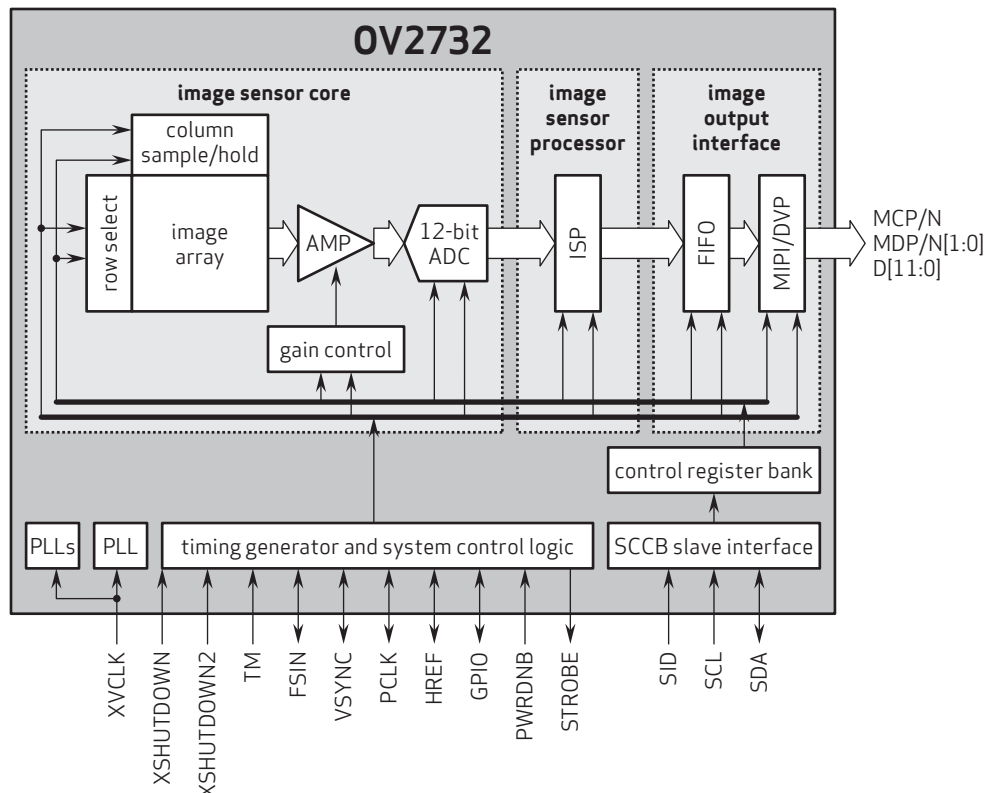 OV2732
image sensor core
image
sensor
processor
image
output
interface
column
sample/hold
row select
image
array
AMP
12-bit
ADC
ISP
FIFO
MIPI/DVP
MCP/N
MDP/N[1:0]
D[11:0]
gain control
control register bank
PLLs
PLL
timing generator and system control logic
SCCB slave interface
XVCLK
XSHUTDOWN
XSHUTDOWN2
TM
FSIN
VSYNC
PCLK
HREF
GPIO
PWRDNB
STROBE
SID
SCL
SDA